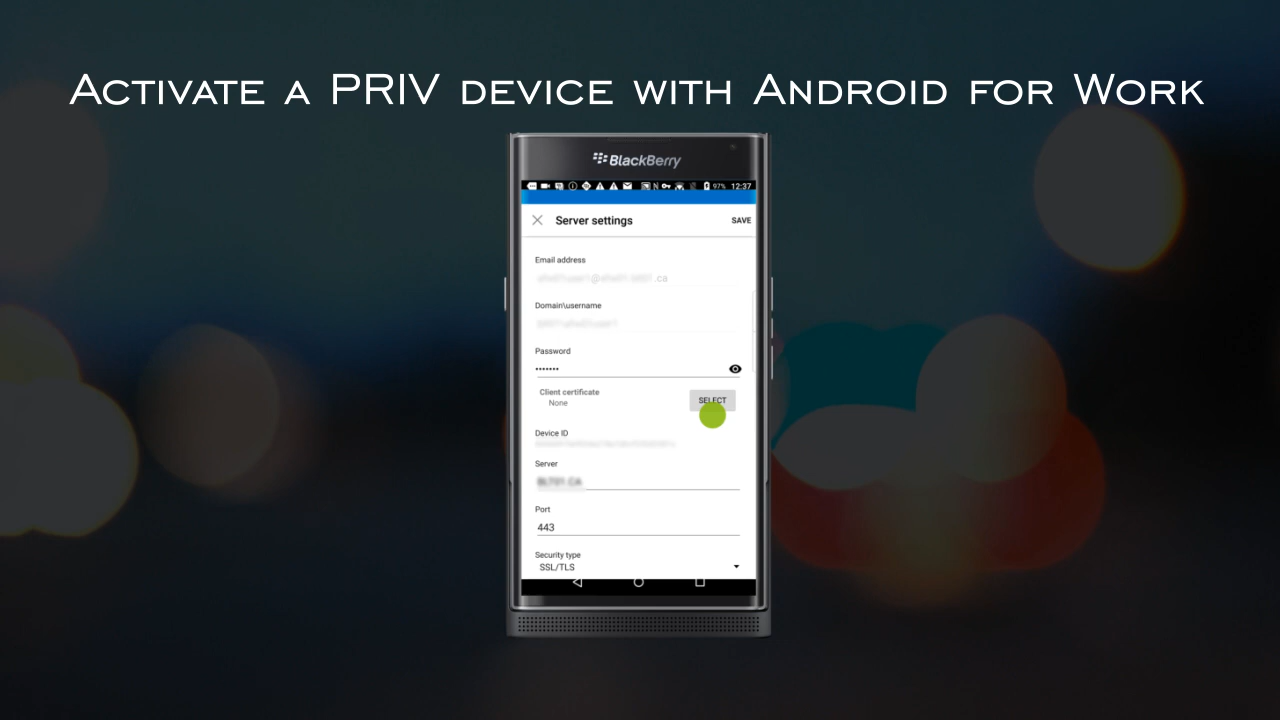 Activate a PRIV device with Android for Work
BlackBerry
97% 12:37
Server settings
SAVE
Email address
.ca
Domain\username
Password
•••••••
Client certificate
None
SELECT
Device ID
Server
Port
443
Security type
SSL/TLS